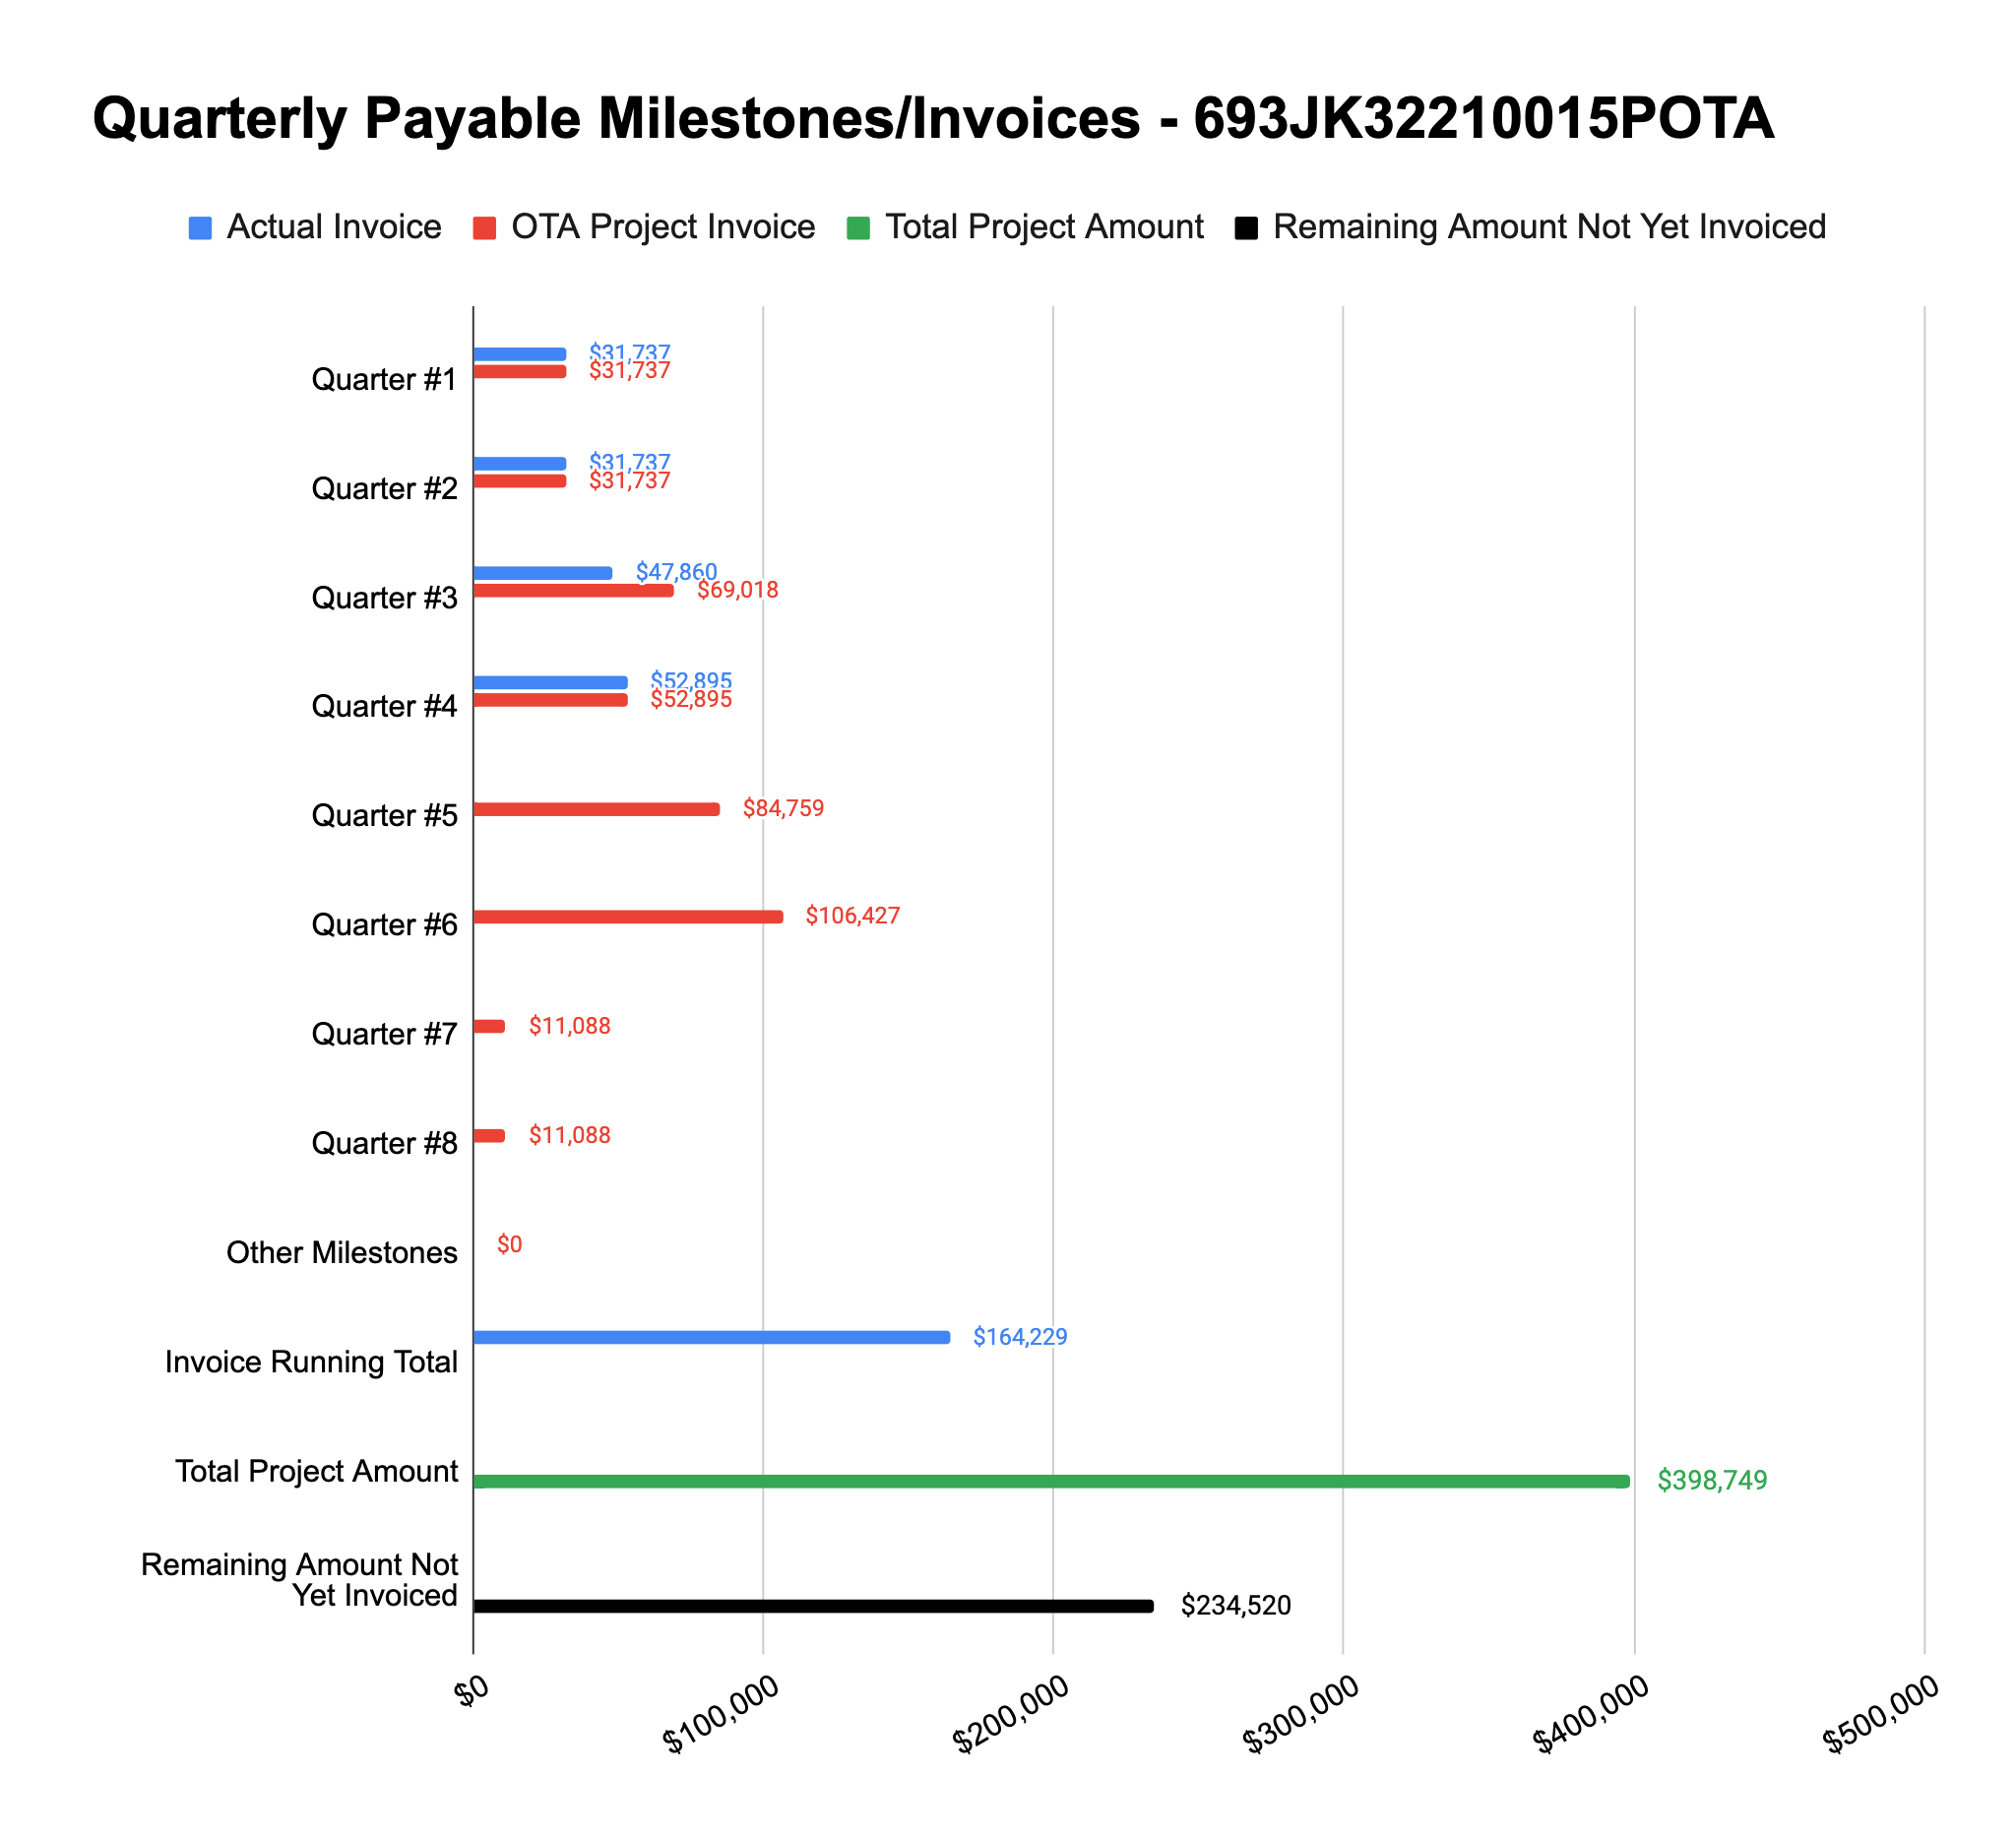 Quarterly Payable Milestones/Invoices - 693JK32210015POTA
Actual Invoice OTA Project Invoice Total Project Amount Remaining Amount Not Yet Invoiced
Quarter #1
$31,737
$31,737
Quarter #2
$31,737
$31,737
Quarter #3
$47,860
$69,018
Quarter #4
$52,895
$52,895
Quarter #5
$84,759
Quarter #6
$106,427
Quarter #7
$11,088
Quarter #8
$11,088
Other Milestones
$0
Invoice Running Total
$164,229
Total Project Amount
$398,749
Remaining Amount Not
Yet Invoiced
$234,520
$0 $100,000 $200,000 $300,000 $400,000 $500,000